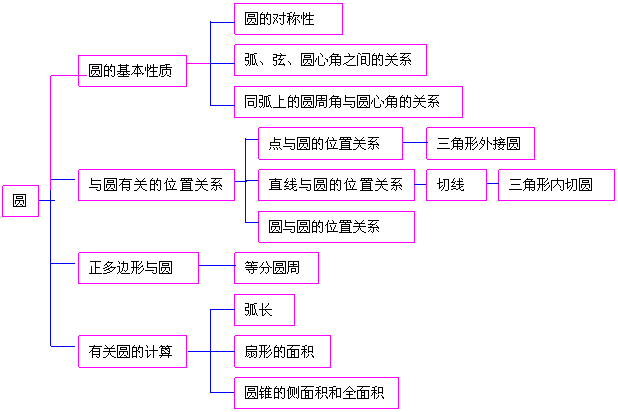 圆的对称性
圆的基本性质
弧、弦、圆心角之间的关系
同弧上的圆周角与圆心角的关系
点与圆的位置关系
三角形外接圆
圆
与圆有关的位置关系
直线与圆的位置关系
切线
三角形内切圆
圆与圆的位置关系
正多边形与圆
等分圆周
弧长
有关圆的计算
扇形的面积
圆锥的侧面积和全面积